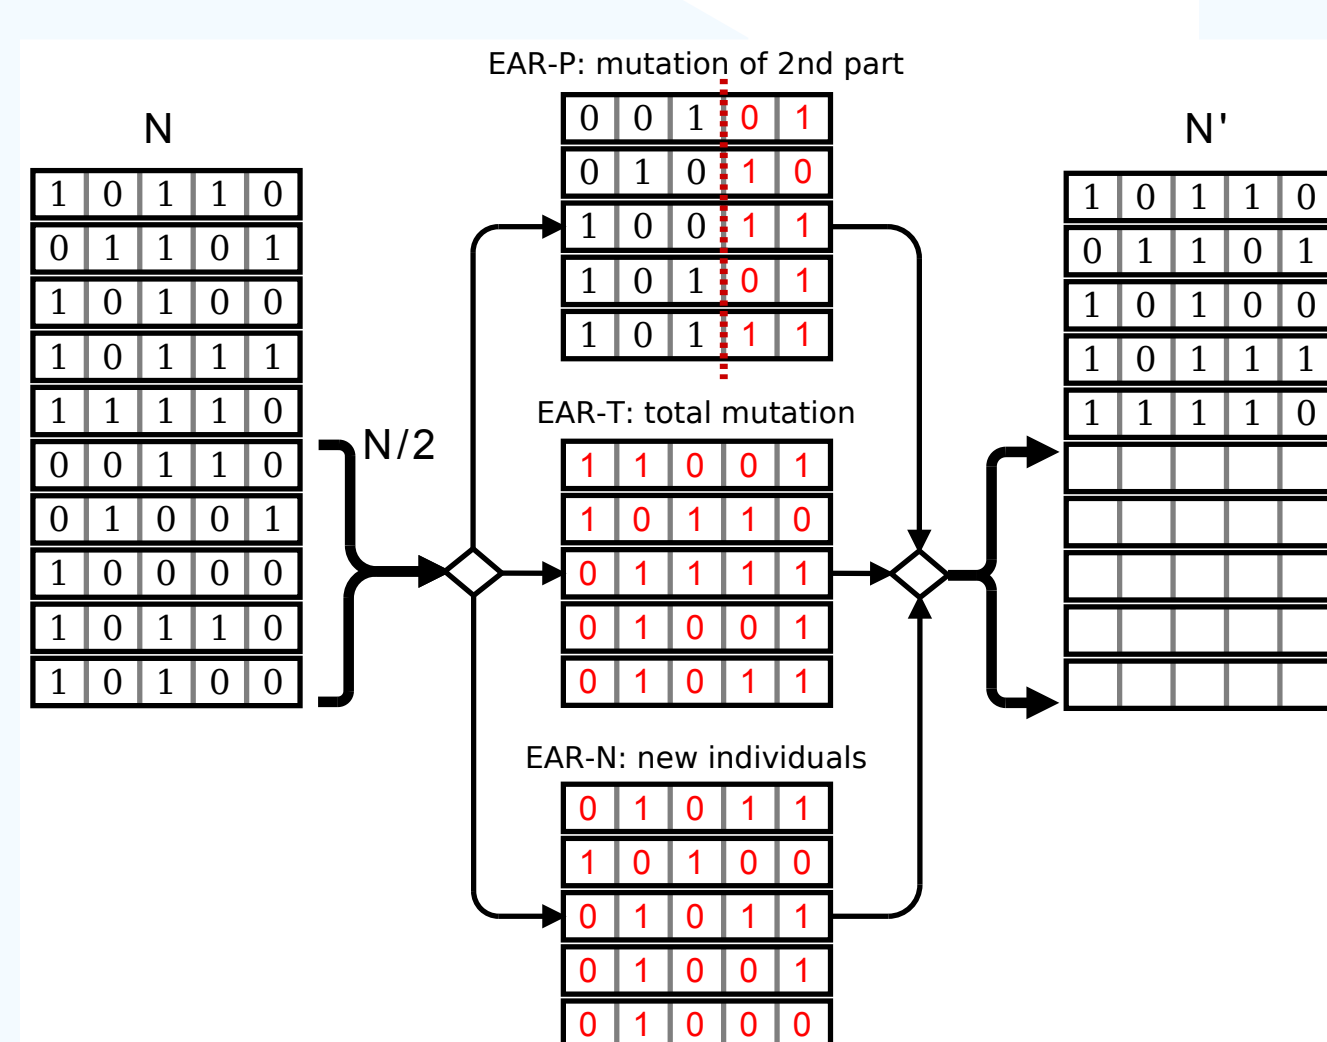 EAR-P: mutation of 2nd part
0 0 1 0 1
0 1 0 1 0
1 0 0 1 1
1 0 1 0 1
1 0 1 1 1
N
1 0 1 1 0
0 1 1 0 1
1 0 1 0 0
1 0 1 1 1
1 1 1 1 0
0 0 1 1 0
0 1 0 0 1
1 0 0 0 0
1 0 1 1 0
1 0 1 0 0
N/2
EAR-T: total mutation
1 1 0 0 1
1 0 1 1 0
0 1 1 1 1
0 1 0 0 1
0 1 0 1 1
EAR-N: new individuals
0 1 0 1 1
1 0 1 0 0
0 1 0 1 1
0 1 0 0 1
0 1 0 0 0
N'
1 0 1 1 0
0 1 1 0 1
1 0 1 0 0
1 0 1 1 1
1 1 1 1 0